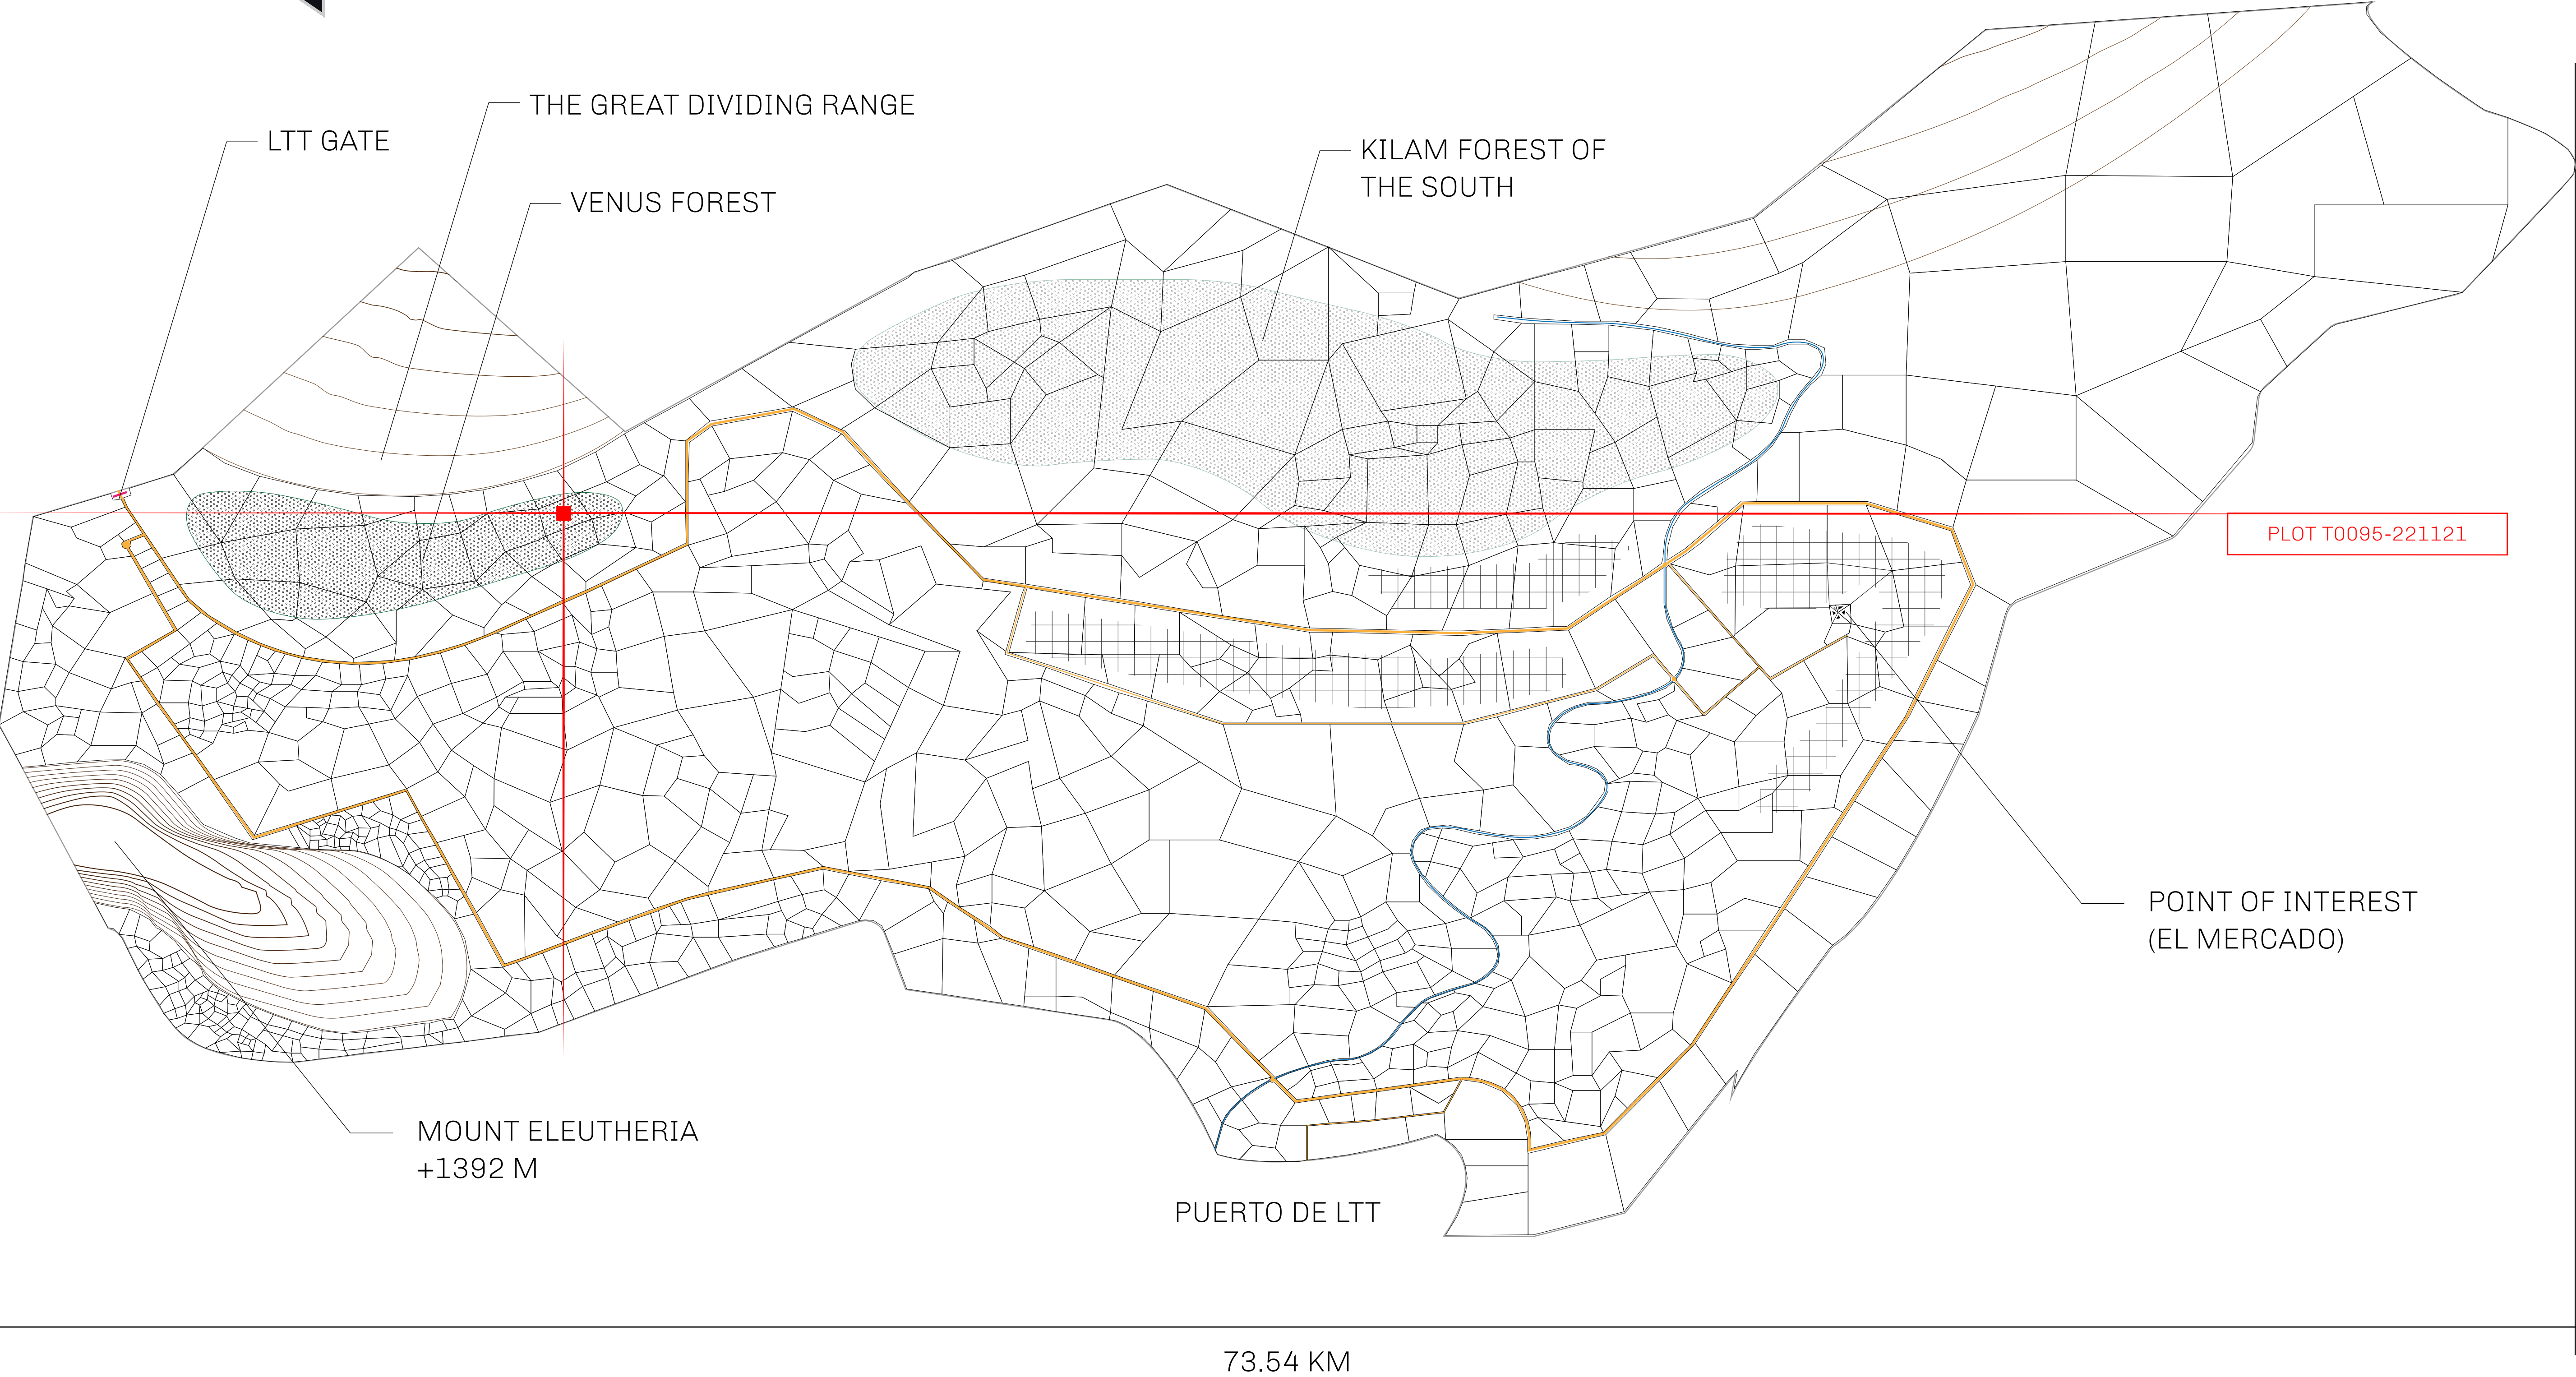 THE GREAT DIVIDING RANGE
LTT GATE
VENUS FOREST
KILAM FOREST OF
THE SOUTH
PLOT T0095-221121
POINT OF INTEREST
(EL MERCADO)
MOUNT ELEUTHERIA
+1392 M
PUERTO DE LTT
73.54 KM